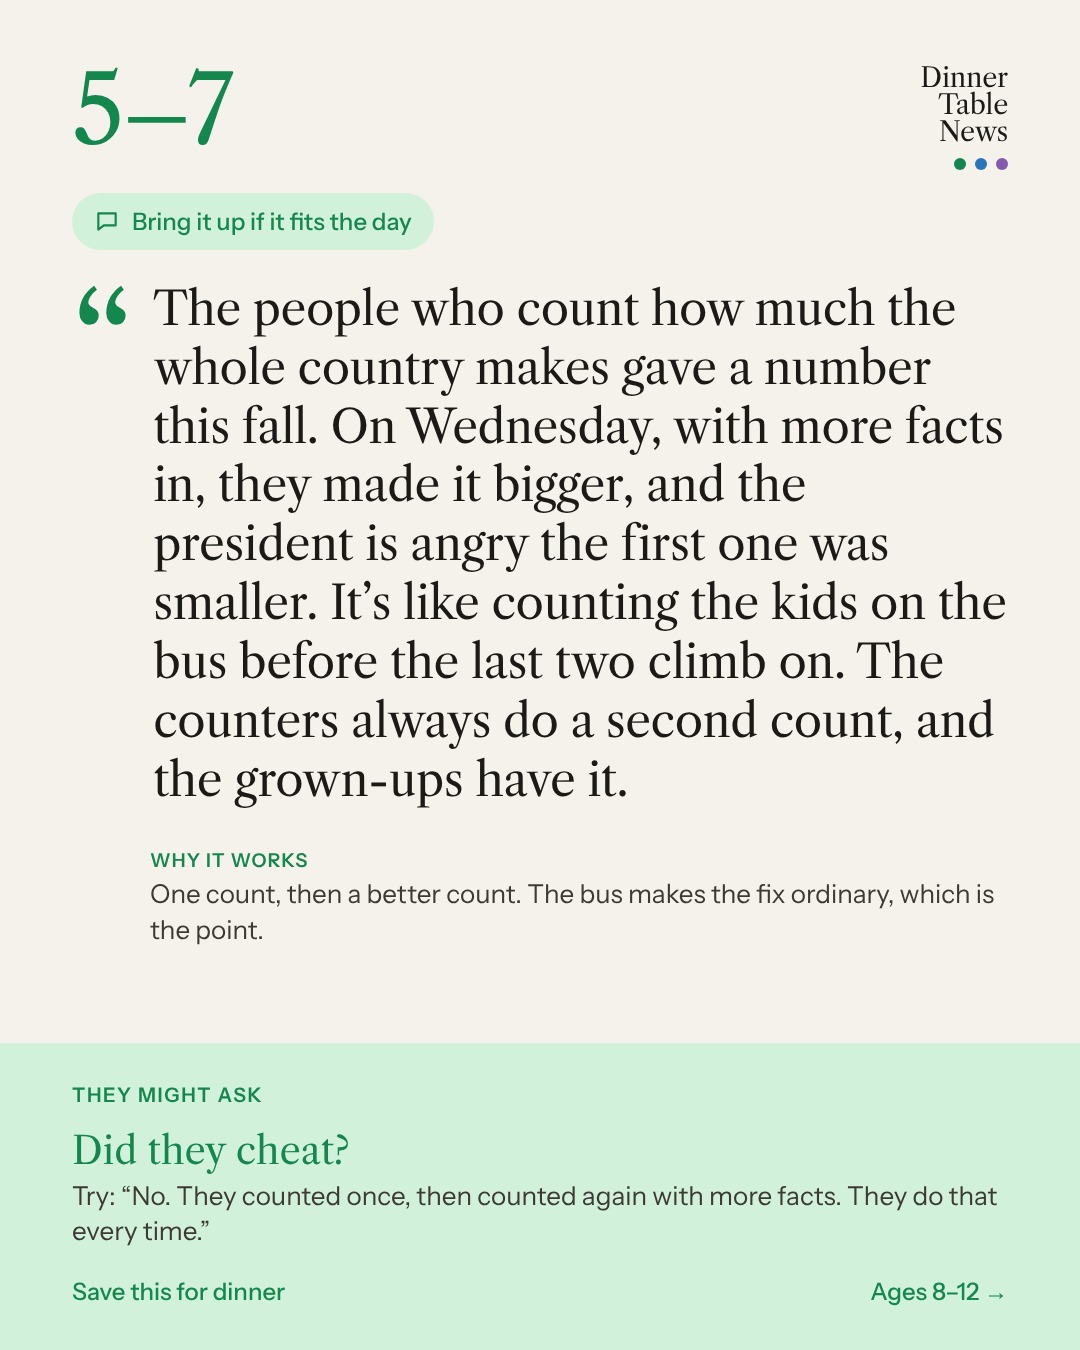 5–7
Dinner
Table
News
Bring it up if it fits the day
“ The people who count how much the
whole country makes gave a number
this fall. On Wednesday, with more facts
in, they made it bigger, and the
president is angry the first one was
smaller. It’s like counting the kids on the
bus before the last two climb on. The
counters always do a second count, and
the grown-ups have it.
WHY IT WORKS
One count, then a better count. The bus makes the fix ordinary, which is
the point.
THEY MIGHT ASK
Did they cheat?
Try: “No. They counted once, then counted again with more facts. They do that
every time.”
Save this for dinner
Ages 8–12 →